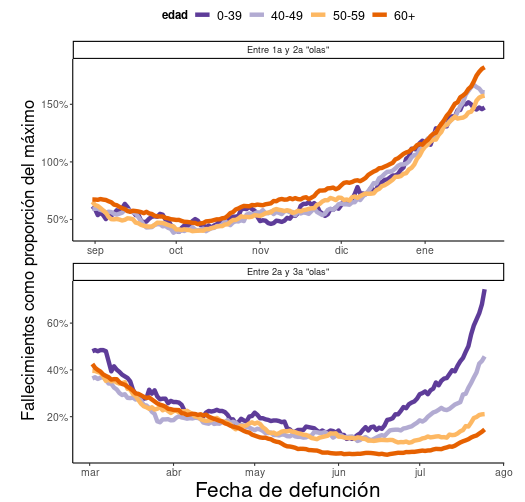 edad 0-39 40-49 50-59 60+
Entre 1a y 2a "olas"
150%
100%
50%
sep oct nov dic ene
Entre 2a y 3a "olas"
60%
40%
20%
mar abr may jun jul ago
Fecha de defunción
Fallecimientos como proporción del máximo